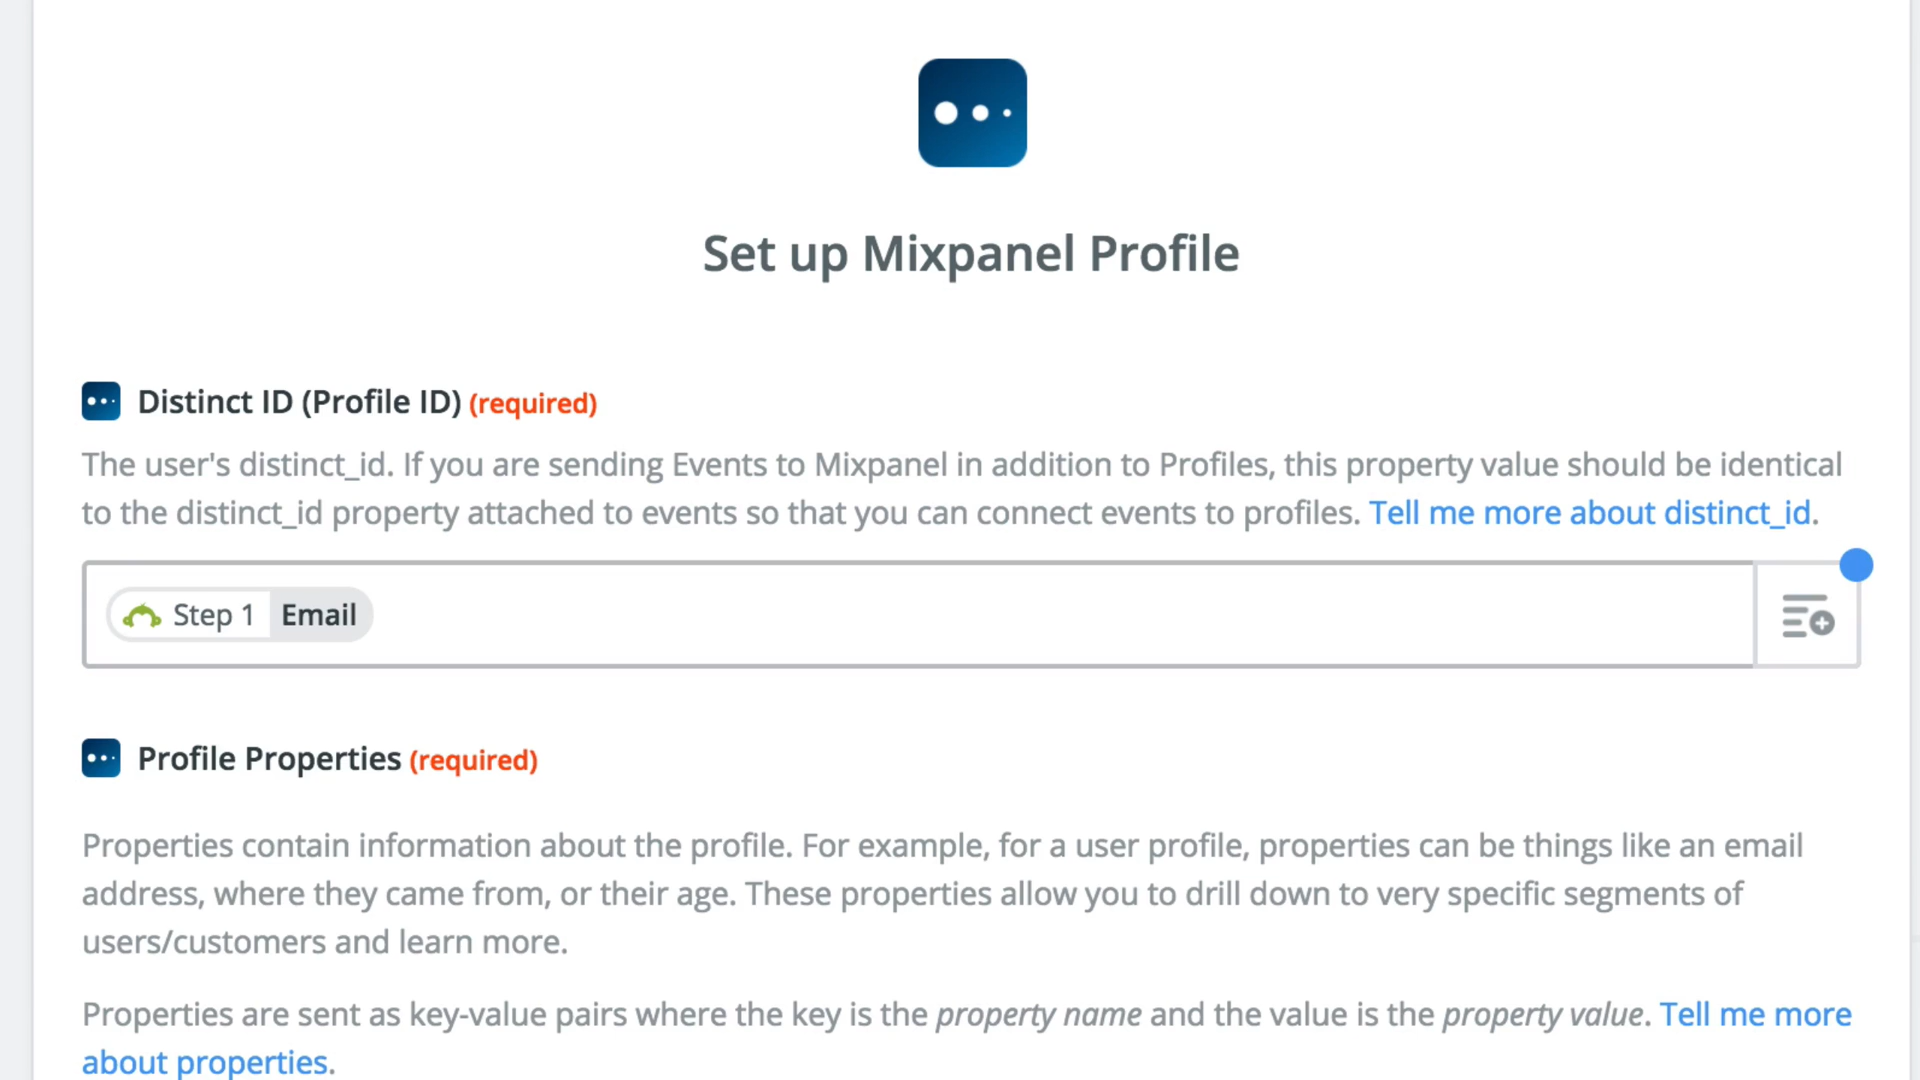 Set up Mixpanel Profile
Distinct ID (Profile ID) (required)
The user's distinct_id. If you are sending Events to Mixpanel in addition to Profiles, this property value should be identical
to the distinct_id property attached to events so that you can connect events to profiles. Tell me more about distinct_id.
Step 1 Email
Profile Properties (required)
Properties contain information about the profile. For example, for a user profile, properties can be things like an email
address, where they came from, or their age. These properties allow you to drill down to very specific segments of
users/customers and learn more.
Properties are sent as key-value pairs where the key is the property name and the value is the property value. Tell me more
about properties.